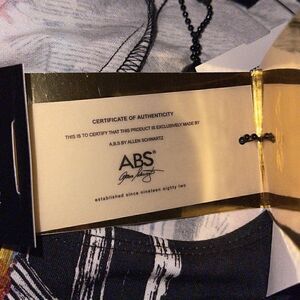 CERTIFICATE OF AUTHENTICITY
THIS IS TO CERTIFY THAT THIS PRODUCT IS EXCLUSIVELY MADE BY
A.B.S BY ALLEN SCHWARTZ
ABS®
established since nineteen eighty two